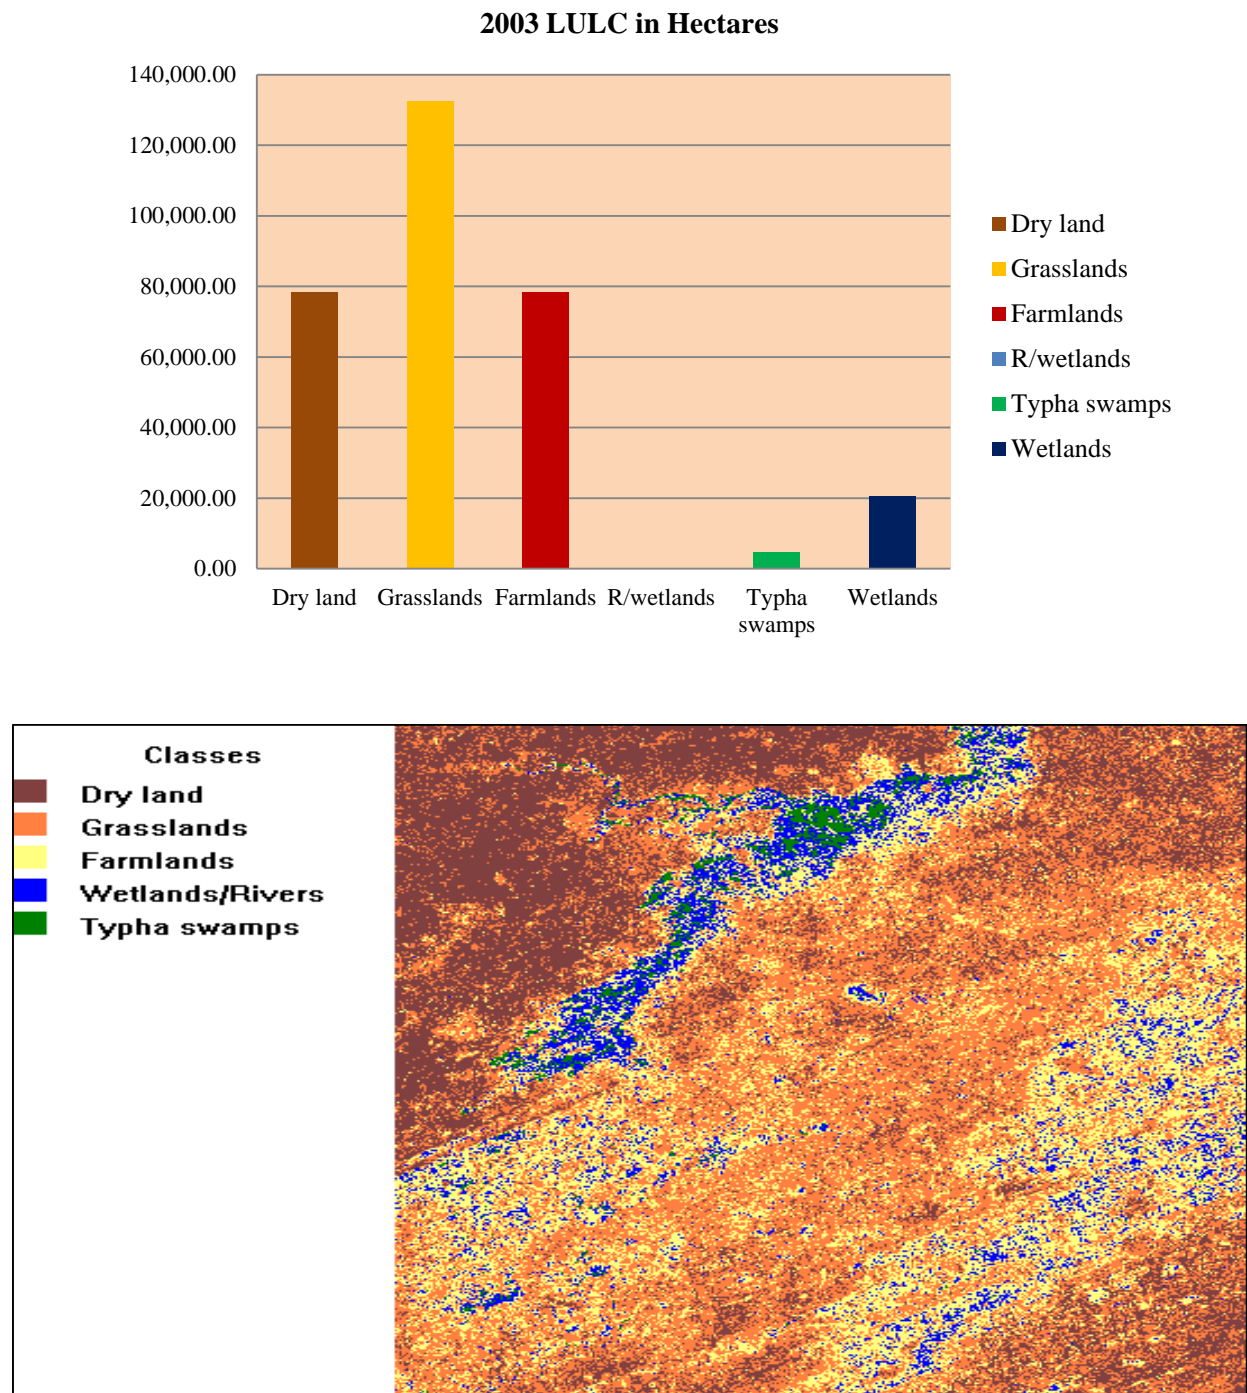 2003 LULC in Hectares
140,000.00
120,000.00
100,000.00
80,000.00
60,000.00
40,000.00
20,000.00
0.00
Dry land
Grasslands
Farmlands
R/wetlands
Typha
swamps
Wetlands
Dry land
Grasslands
Farmlands
R/wetlands
Typha swamps
Wetlands
Classes
Dry land
Grasslands
Farmlands
Wetlands/Rivers
Typha swamps